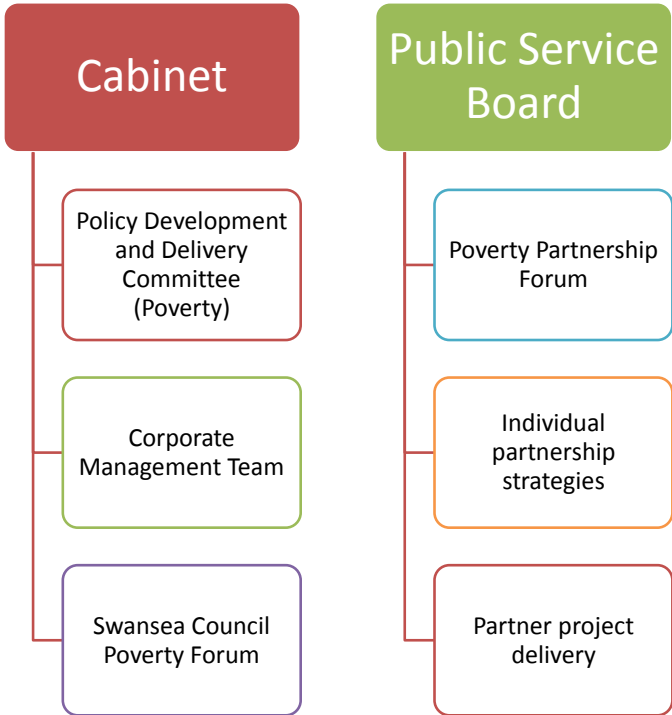 Cabinet
Policy Development
and Delivery
Committee
(Poverty)
Corporate
Management Team
Swansea Council
Poverty Forum
Public Service
Board
Poverty Partnership
Forum
Individual
partnership
strategies
Partner project
delivery